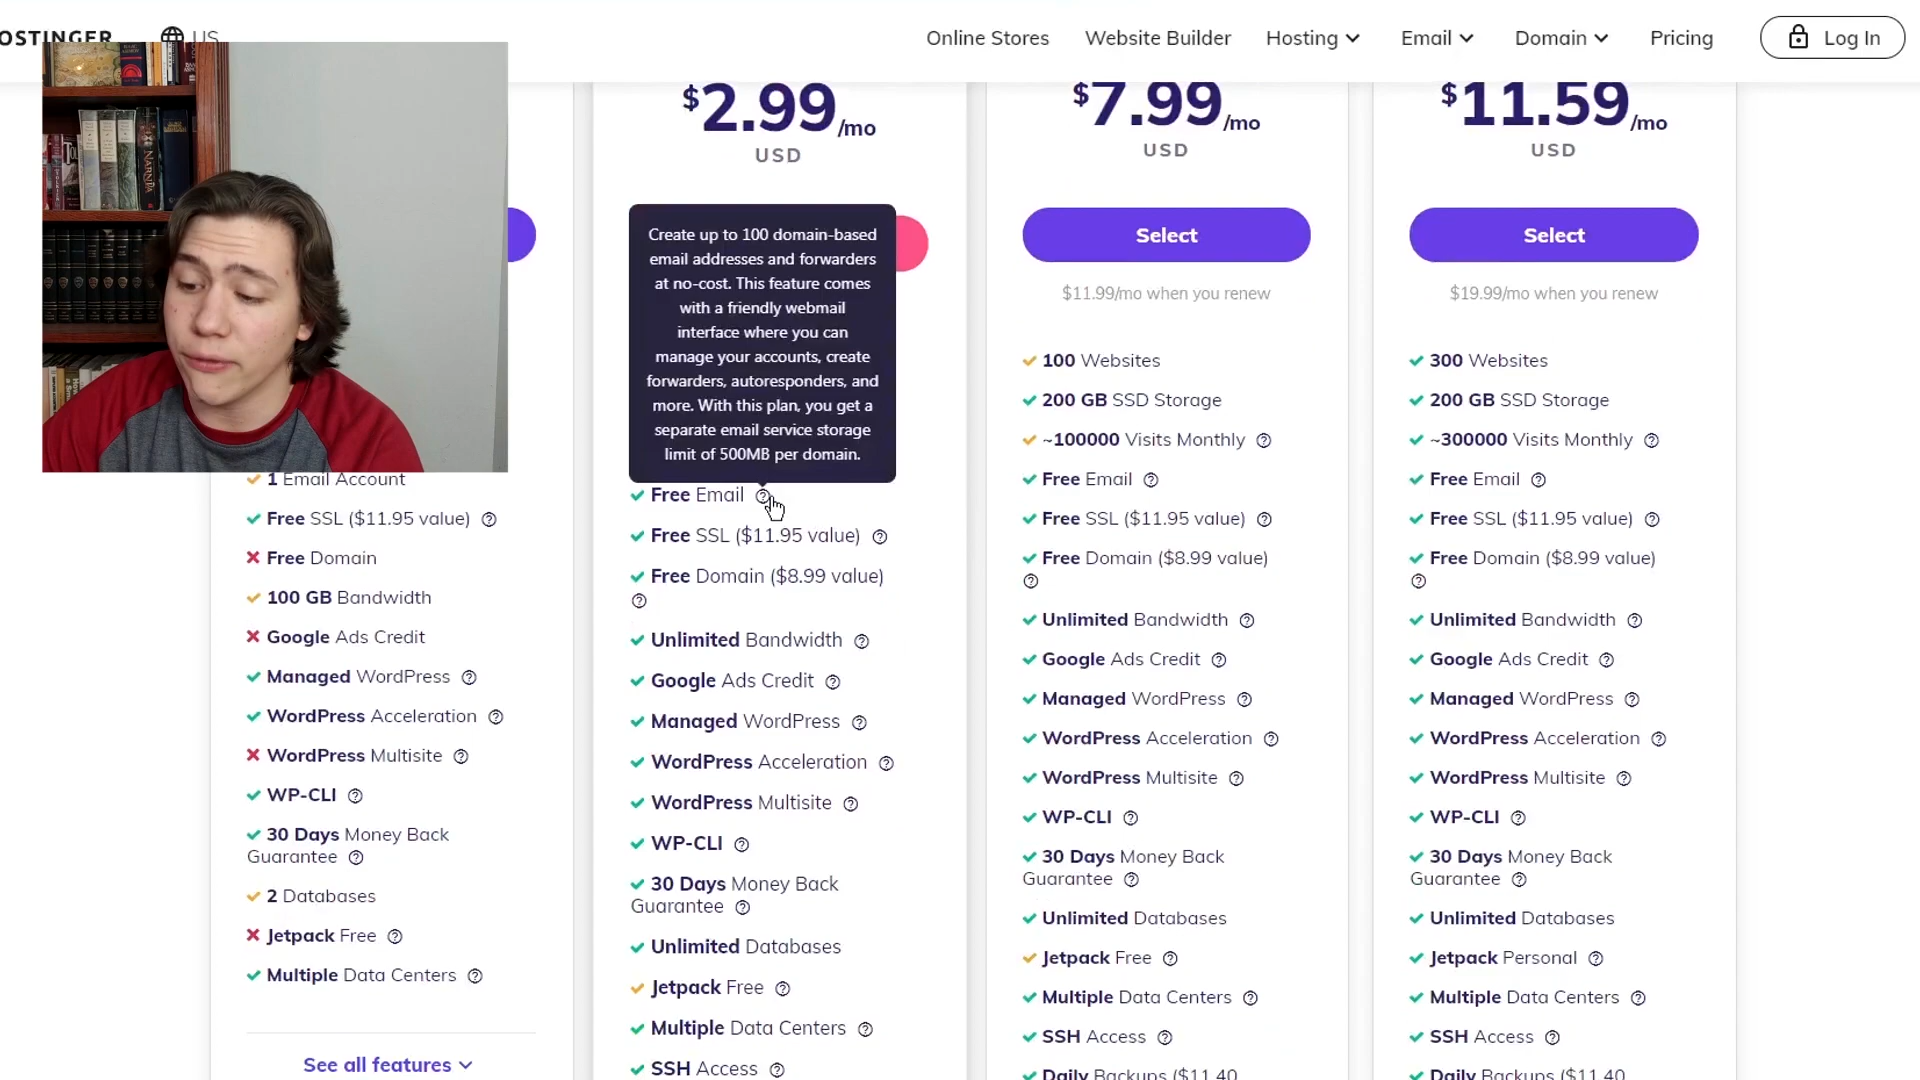 OSTINGER
US
Online Stores
Website Builder
Hosting
Email
Domain
Pricing
Log In
$2.99/mo
USD
$7.99/mo
USD
$11.59/mo
USD
NARNIA
Create up to 100 domain-based
email addresses and forwarders
at no-cost. This feature comes
with a friendly webmail
interface where you can
manage your accounts, create
forwarders, autoresponders, and
more. With this plan, you get a
separate email service storage
limit of 500MB per domain.
1 Email Account
Free SSL ($11.95 value)
Free Domain
100 GB Bandwidth
Google Ads Credit
Managed WordPress
WordPress Acceleration
WordPress Multisite
WP-CLI
30 Days Money Back
Guarantee
2 Databases
Jetpack Free
Multiple Data Centers
See all features
Free Email
Free SSL ($11.95 value)
Free Domain ($8.99 value)
Unlimited Bandwidth
Google Ads Credit
Managed WordPress
WordPress Acceleration
WordPress Multisite
WP-CLI
30 Days Money Back
Guarantee
Unlimited Databases
Jetpack Free
Multiple Data Centers
SSH Access
Select
$11.99/mo when you renew
100 Websites
200 GB SSD Storage
~100000 Visits Monthly
Free Email
Free SSL ($11.95 value)
Free Domain ($8.99 value)
Unlimited Bandwidth
Google Ads Credit
Managed WordPress
WordPress Acceleration
WordPress Multisite
WP-CLI
30 Days Money Back
Guarantee
Unlimited Databases
Jetpack Free
Multiple Data Centers
SSH Access
Daily Backups ($11.40
Select
$19.99/mo when you renew
300 Websites
200 GB SSD Storage
~300000 Visits Monthly
Free Email
Free SSL ($11.95 value)
Free Domain ($8.99 value)
Unlimited Bandwidth
Google Ads Credit
Managed WordPress
WordPress Acceleration
WordPress Multisite
WP-CLI
30 Days Money Back
Guarantee
Unlimited Databases
Jetpack Personal
Multiple Data Centers
SSH Access
Daily Backups ($11.40